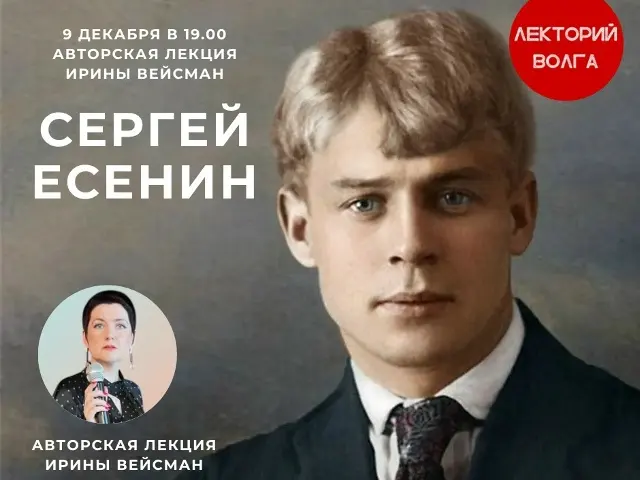 9 ДЕКАБРЯ В 19.00
АВТОРСКАЯ ЛЕКЦИЯ
ИРИНЫ ВЕЙСМАН
ЛЕКТОРИЙ
ВОЛГА
СЕРГЕЙ
ЕСЕНИН
АВТОРСКАЯ ЛЕКЦИЯ
ИРИНЫ ВЕЙСМАН